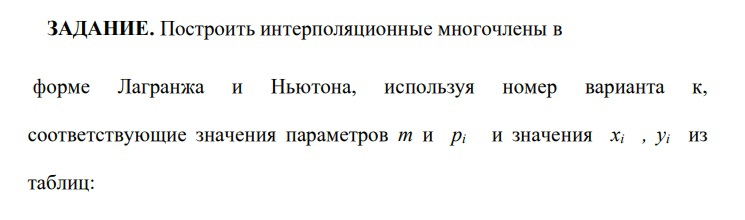 ЗАДАНИЕ. Построить интерполяционные многочлены в
форме Лагранжа и Ньютона, используя номер варианта к,
соответствующие значения параметров m и pi и значения xi , yi из
таблиц: